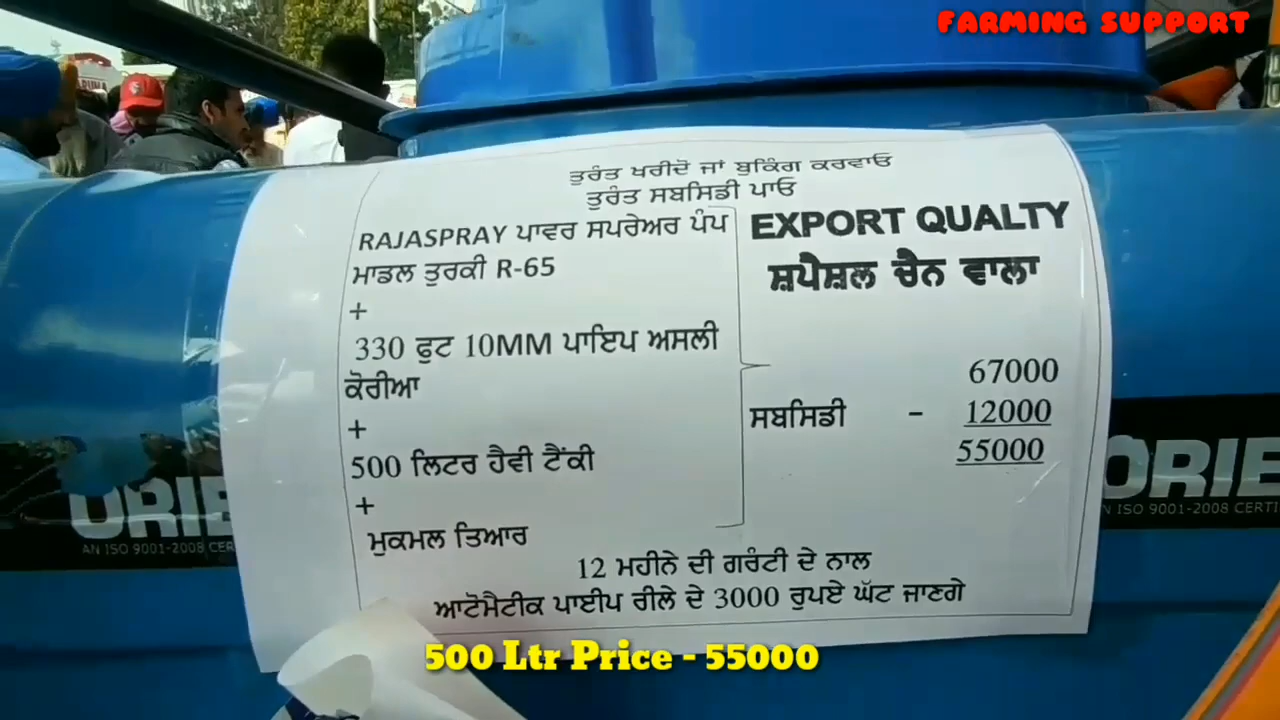 FARMING SUPPORT
ਤੁਰੰਤ ਖਰੀਦੋ ਜਾਂ ਬੁਕਿੰਗ ਕਰਵਾਓ
ਤੁਰੰਤ ਸਬਸਿਡੀ ਪਾਓ
RAJASPRAY ਪਾਵਰ ਸਪਰੇਅਰ ਪੰਪ
ਮਾਡਲ ਤੁਰਕੀ R-65
+
330 ਫੁਟ 10MM ਪਾਇਪ ਅਸਲੀ
ਕੋਰੀਆ
+
500 ਲਿਟਰ ਹੈਵੀ ਟੈਂਕੀ
+
ਮੁਕਮਲ ਤਿਆਰ
EXPORT QUALTY
ਸ਼ਪੈਸ਼ਲ ਚੈਨ ਵਾਲਾ
67000
ਸਬਸਿਡੀ - 12000
55000
12 ਮਹੀਨੇ ਦੀ ਗਰੰਟੀ ਦੇ ਨਾਲ
ਆਟੋਮੈਟੀਕ ਪਾਈਪ ਰੀਲੇ ਦੇ 3000 ਰੁਪਏ ਘੱਟ ਜਾਣਗੇ
ORIE
AN ISO 9001-2008 CER
ORIE
N ISO 9001-2008 CERTI
500 Ltr Price - 55000